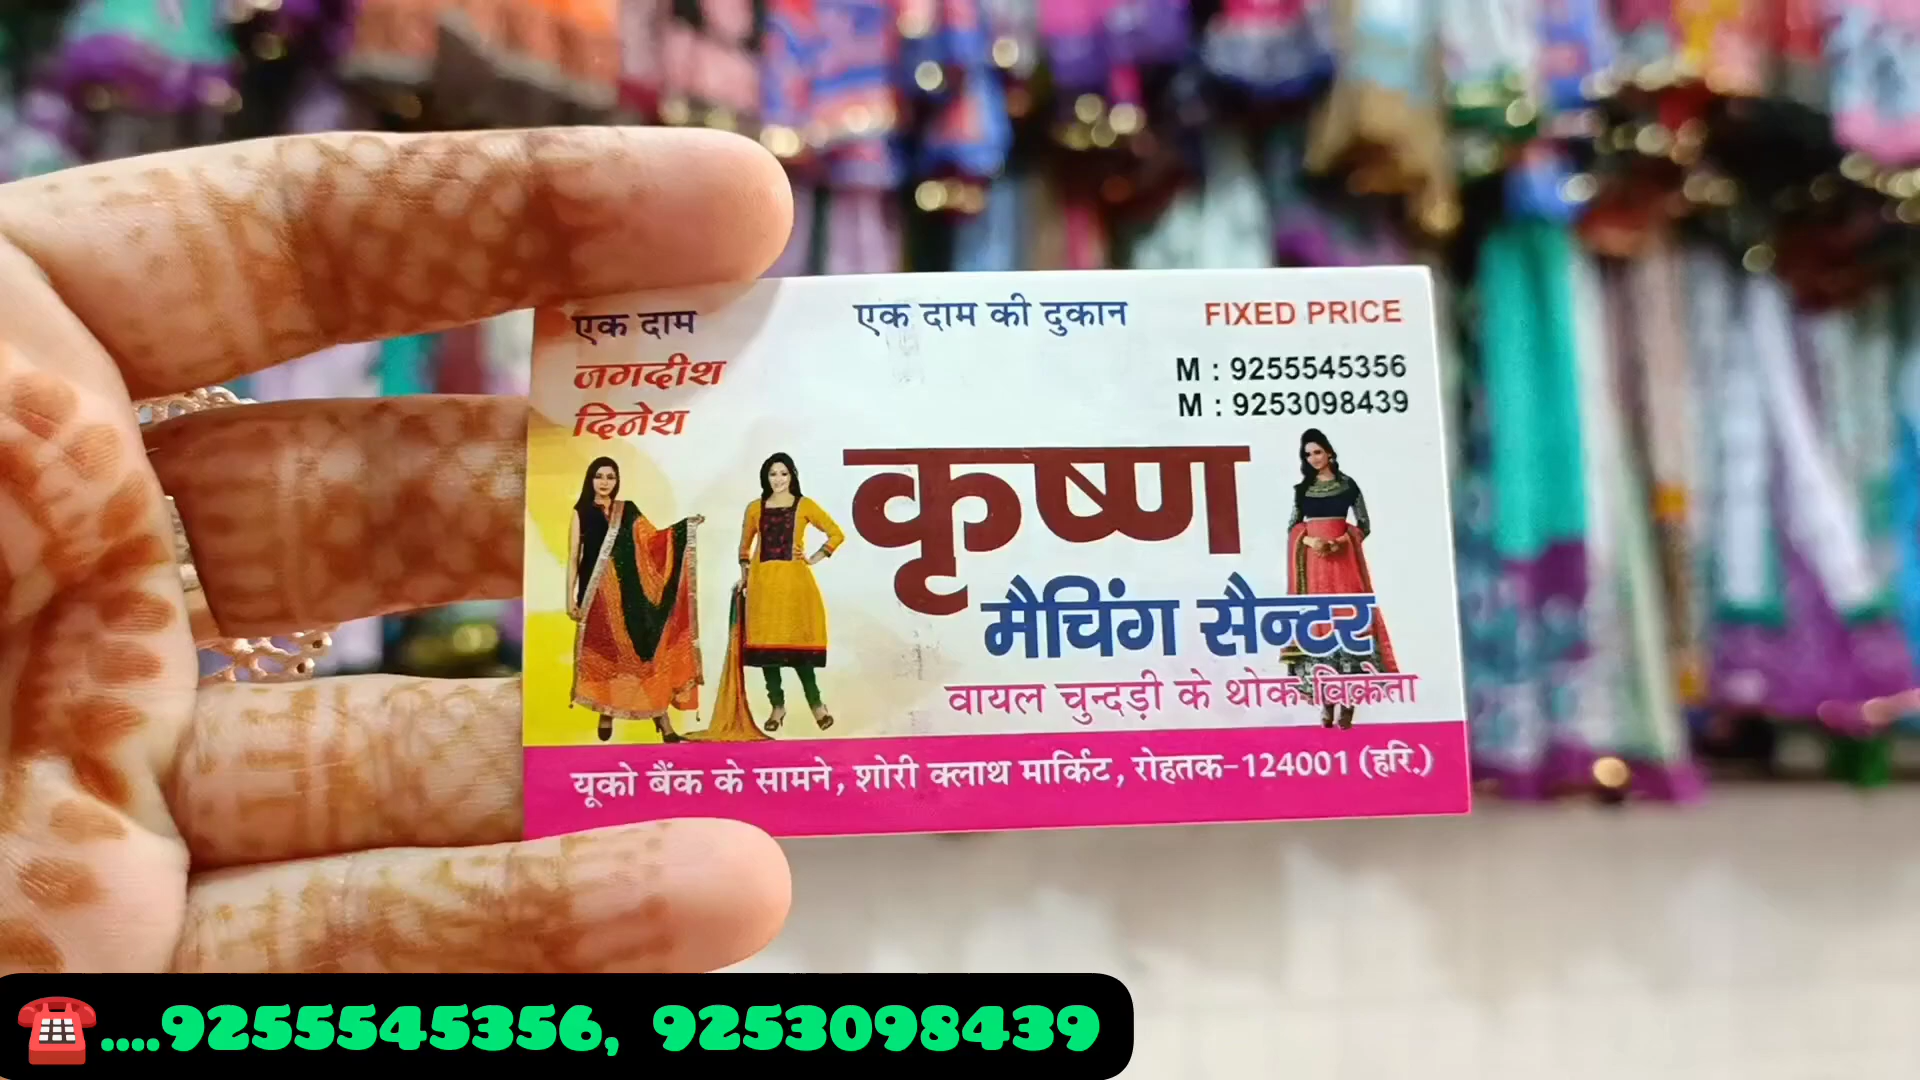 एक दाम
एक दाम की दुकान
FIXED PRICE
जगदीश
दिनेश
M : 9255545356
M : 9253098439
कृष्ण
मैचिंग सैन्टर
वायल चुन्दड़ी के थोक विक्रेता
यूको बैंक के सामने, शोरी क्लाथ मार्किट, रोहतक-124001 (हरि.)
☎️....9255545356, 9253098439